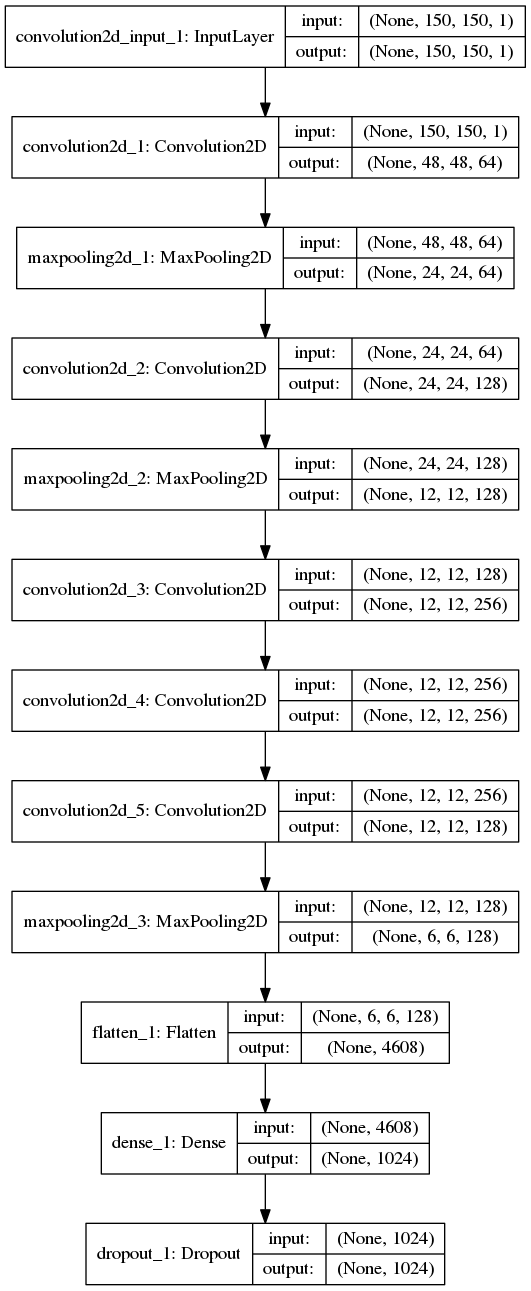 convolution2d_input_1: InputLayer input: (None, 150, 150, 1)
output: (None, 150, 150, 1)
convolution2d_1: Convolution2D input: (None, 150, 150, 1)
output: (None, 48, 48, 64)
maxpooling2d_1: MaxPooling2D input: (None, 48, 48, 64)
output: (None, 24, 24, 64)
convolution2d_2: Convolution2D input: (None, 24, 24, 64)
output: (None, 24, 24, 128)
maxpooling2d_2: MaxPooling2D input: (None, 24, 24, 128)
output: (None, 12, 12, 128)
convolution2d_3: Convolution2D input: (None, 12, 12, 128)
output: (None, 12, 12, 256)
convolution2d_4: Convolution2D input: (None, 12, 12, 256)
output: (None, 12, 12, 256)
convolution2d_5: Convolution2D input: (None, 12, 12, 256)
output: (None, 12, 12, 128)
maxpooling2d_3: MaxPooling2D input: (None, 12, 12, 128)
output: (None, 6, 6, 128)
flatten_1: Flatten input: (None, 6, 6, 128)
output: (None, 4608)
dense_1: Dense input: (None, 4608)
output: (None, 1024)
dropout_1: Dropout input: (None, 1024)
output: (None, 1024)